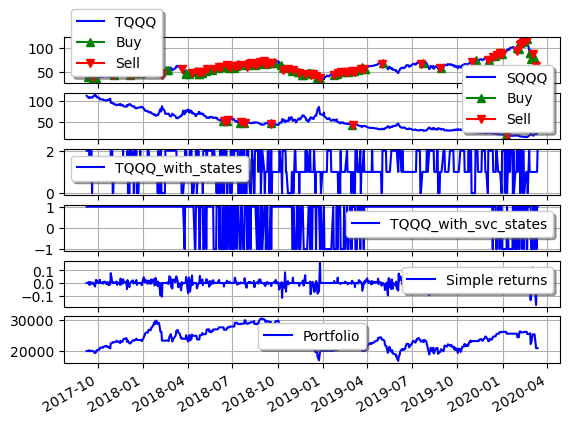 TQQQ
Buy
Sell
100
50
SQQQ
Buy
Sell
100
50
TQQQ_with_states
2
0
TQQQ_with_svc_states
1
−1
Simple returns
0.1
0.0
−0.1
Portfolio
30000
20000
2017-10
2018-01
2018-04
2018-07
2018-10
2019-01
2019-04
2019-07
2019-10
2020-01
2020-04